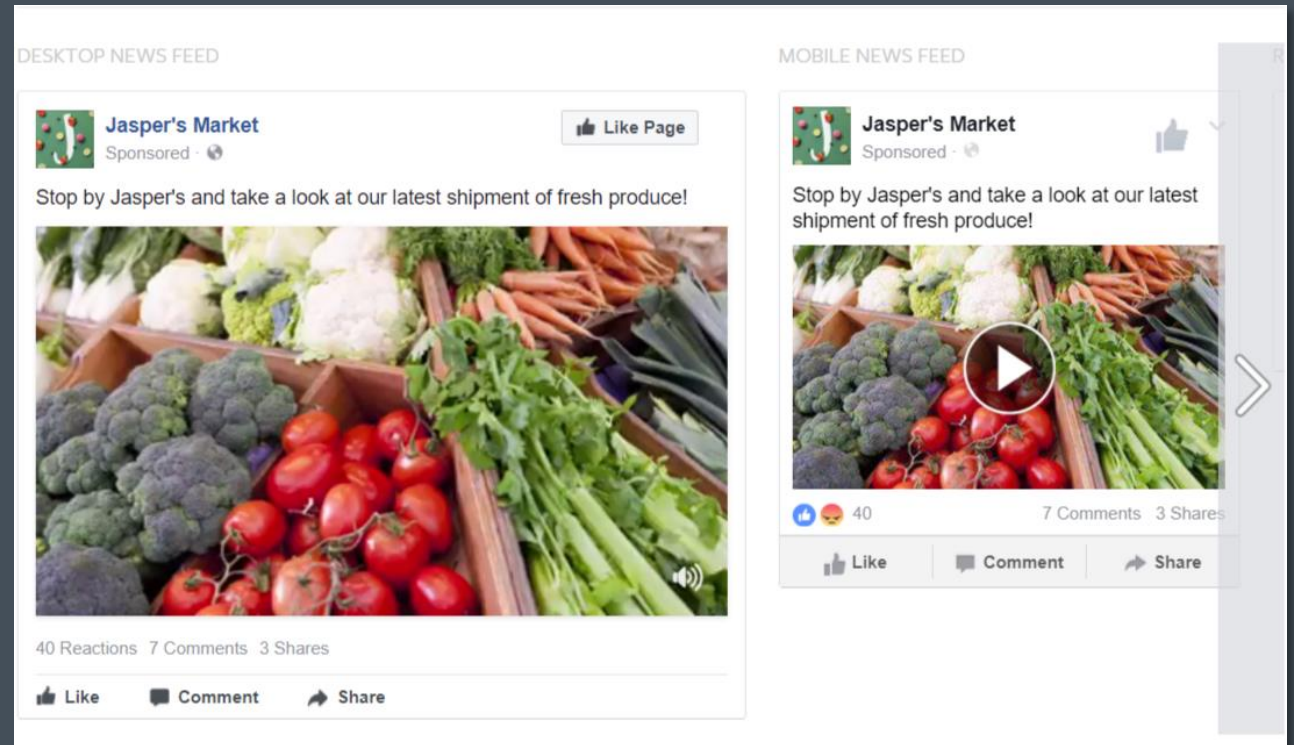 DESKTOP NEWS FEED
Jasper's Market
Sponsored ·
Like Page
Stop by Jasper's and take a look at our latest shipment of fresh produce!
40 Reactions 7 Comments 3 Shares
Like Comment Share
MOBILE NEWS FEED
Jasper's Market
Sponsored ·
Stop by Jasper's and take a look at our latest
shipment of fresh produce!
40 7 Comments 3 Shares
Like Comment Share
R